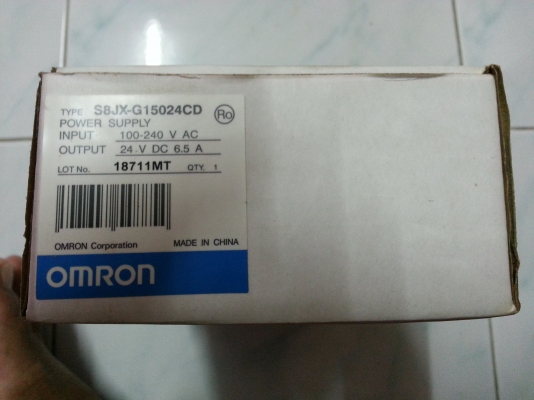 TYPE S8JX-G15024CD Ro
POWER SUPPLY
INPUT 100-240 V AC
OUTPUT 24 V DC 6.5 A
LOT No. 18711MT QTY. 1
OMRON Corporation MADE IN CHINA
OMRON